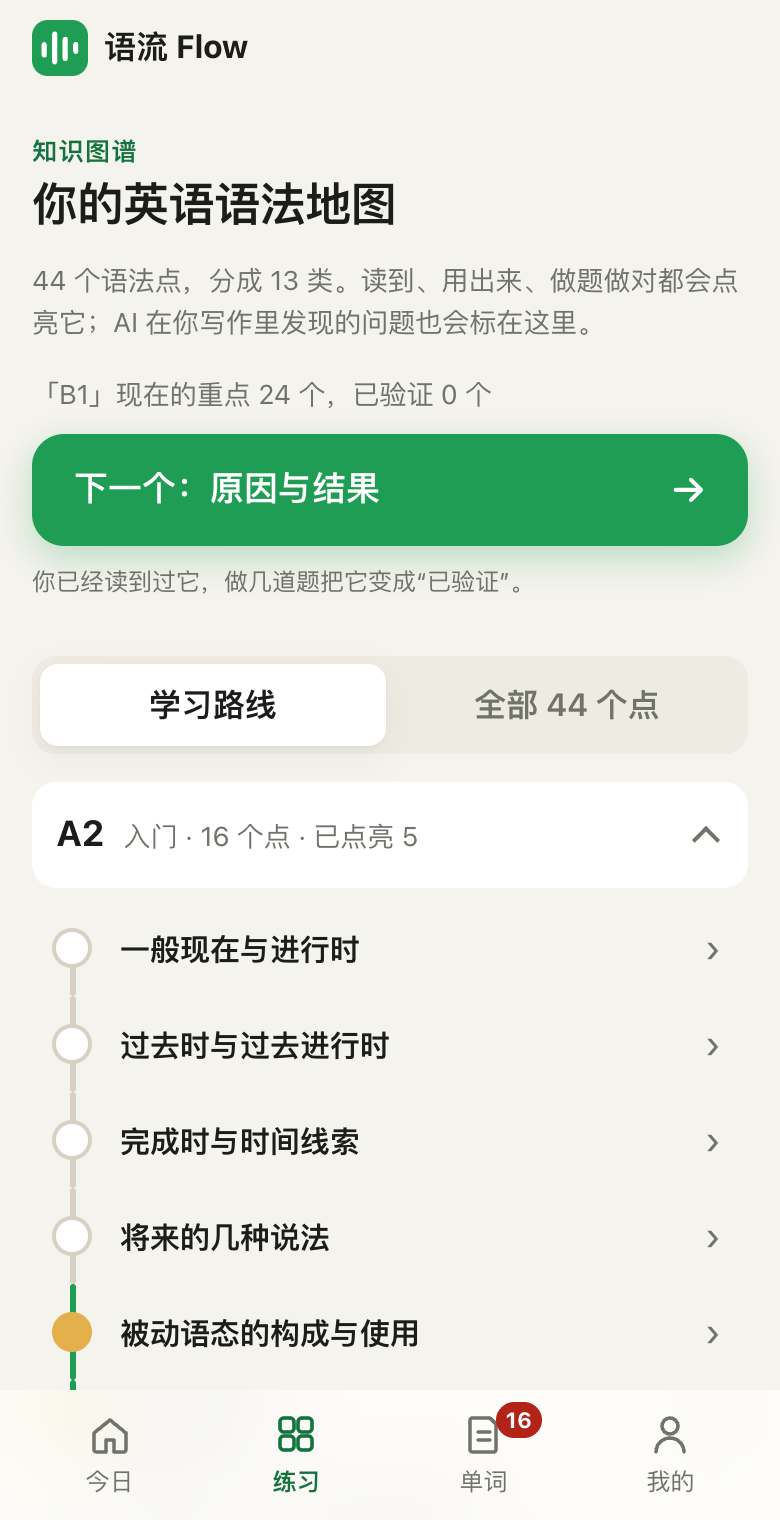 语流 Flow
知识图谱
你的英语语法地图
44 个语法点，分成 13 类。读到、用出来、做题做对都会点
亮它；AI 在你写作里发现的问题也会标在这里。
「B1」现在的重点 24 个，已验证 0 个
下一个：原因与结果
你已经读到过它，做几道题把它变成“已验证”。
学习路线
全部 44 个点
A2 入门 · 16 个点 · 已点亮 5
一般现在与进行时
过去时与过去进行时
完成时与时间线索
将来的几种说法
被动语态的构成与使用
16
今日
练习
单词
我的